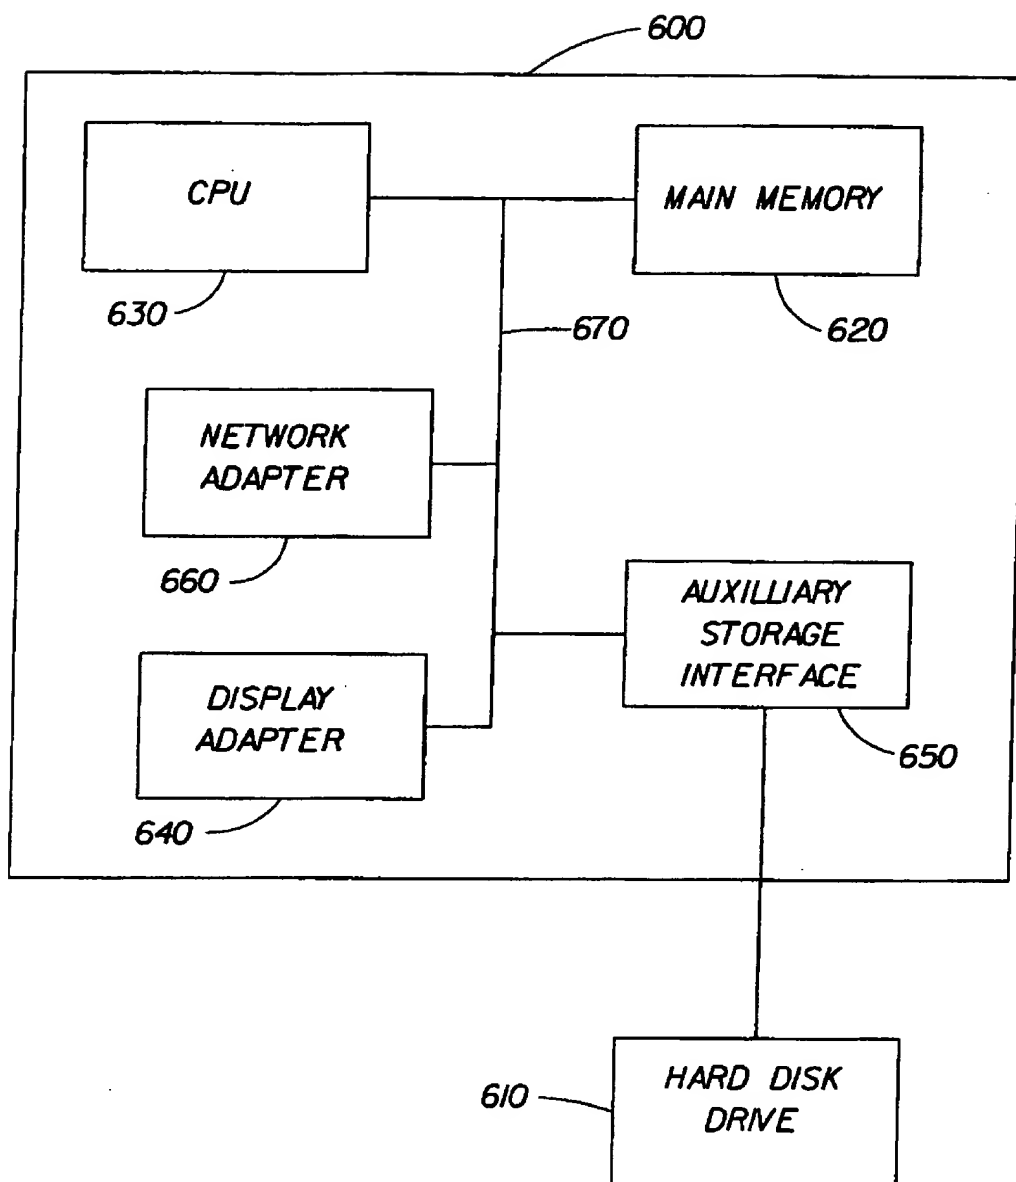 600
CPU
MAIN MEMORY
630
670
620
NETWORK
ADAPTER
660
AUXILLIARY
STORAGE
INTERFACE
DISPLAY
ADAPTER
650
640
610
HARD DISK
DRIVE